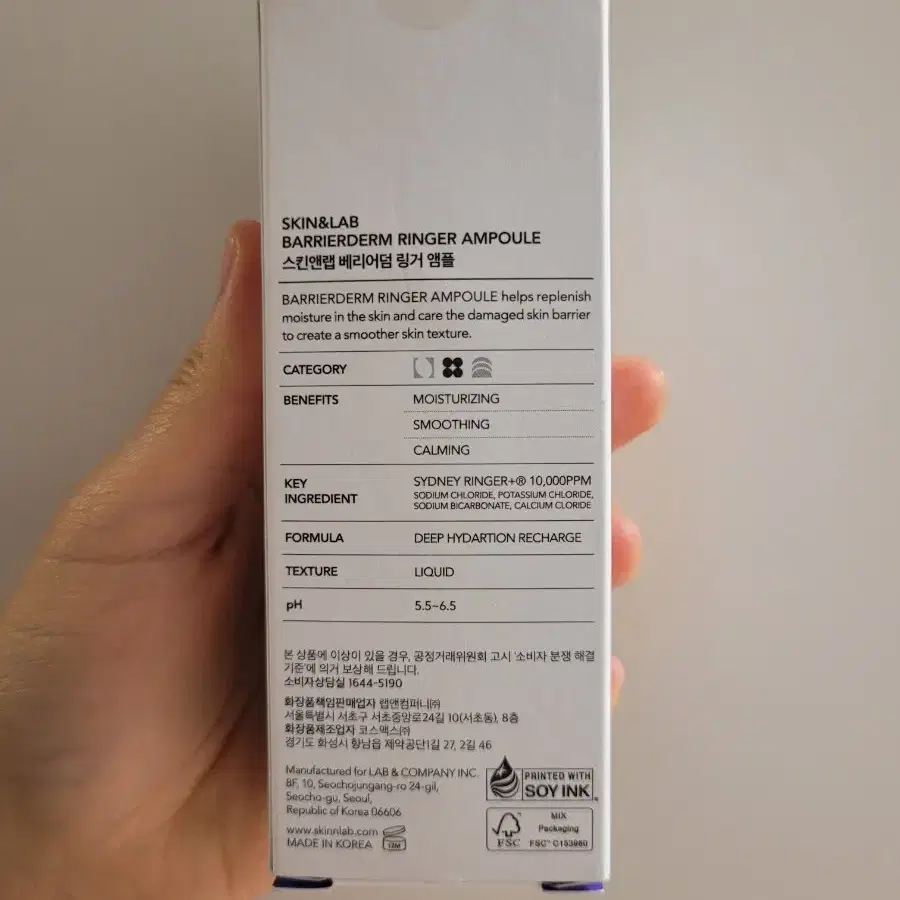 SKIN&LAB
BARRIERDERM RINGER AMPOULE
스킨앤랩 베리어덤 링거 앰플
BARRIERDERM RINGER AMPOULE helps replenish
moisture in the skin and care the damaged skin barrier
to create a smoother skin texture.
CATEGORY
BENEFITS MOISTURIZING
SMOOTHING
CALMING
KEY INGREDIENT
SYDNEY RINGER+® 10,000PPM
SODIUM CHLORIDE, POTASSIUM CHLORIDE,
SODIUM BICARBONATE, CALCIUM CLORIDE
FORMULA DEEP HYDARTION RECHARGE
TEXTURE LIQUID
pH 5.5~6.5
본 상품에 이상이 있을 경우, 공정거래위원회 고시 '소비자 분쟁 해결
기준'에 의거 보상해 드립니다.
소비자상담실 1644-5190
화장품책임판매업자 랩앤컴퍼니㈜
서울특별시 서초구 서초중앙로24길 10(서초동), 8층
화장품제조업자 코스맥스㈜
경기도 화성시 향남읍 제약공단1길 27, 2길 46
Manufactured for LAB & COMPANY INC.
8F, 10, Seochojungang-ro 24-gil,
Seocho-gu, Seoul,
Republic of Korea 06606
www.skinnlab.com
MADE IN KOREA
12M
PRINTED WITH
SOY INK
FSC
MIX
Packaging
FSC™ C153980